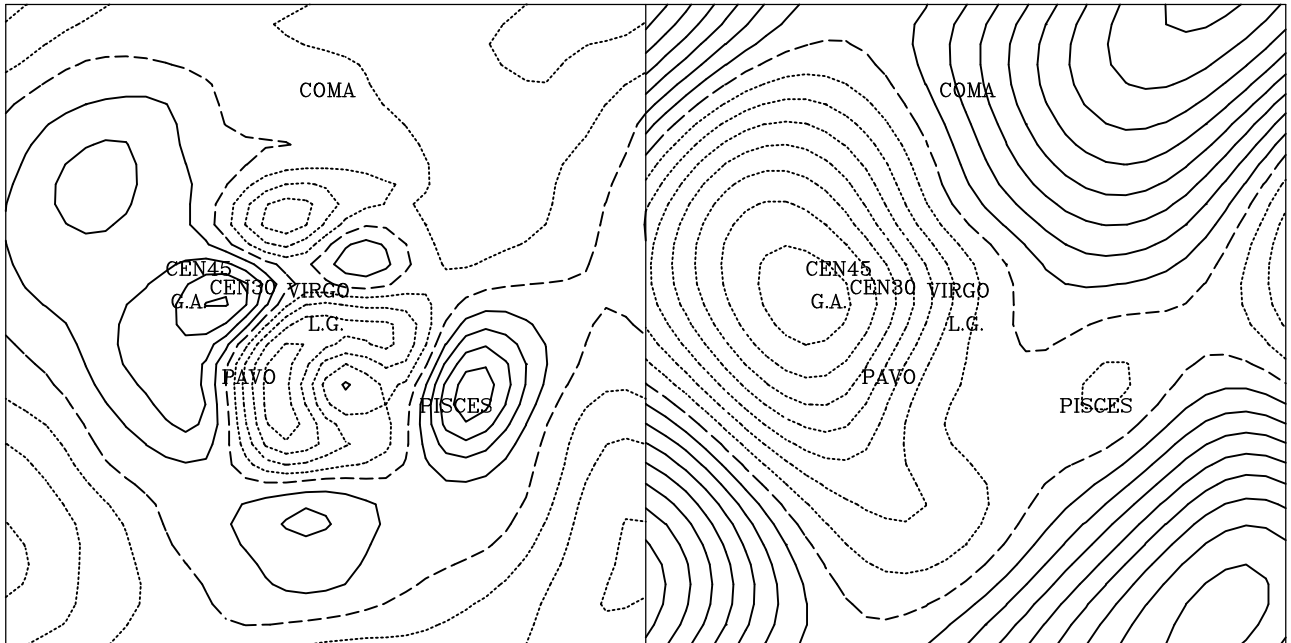 COMA
CEN45
CEN30
G.A.
VIRGO
L.G.
PAVO
PISCES
COMA
CEN45
CEN30
G.A.
VIRGO
L.G.
PAVO
PISCES